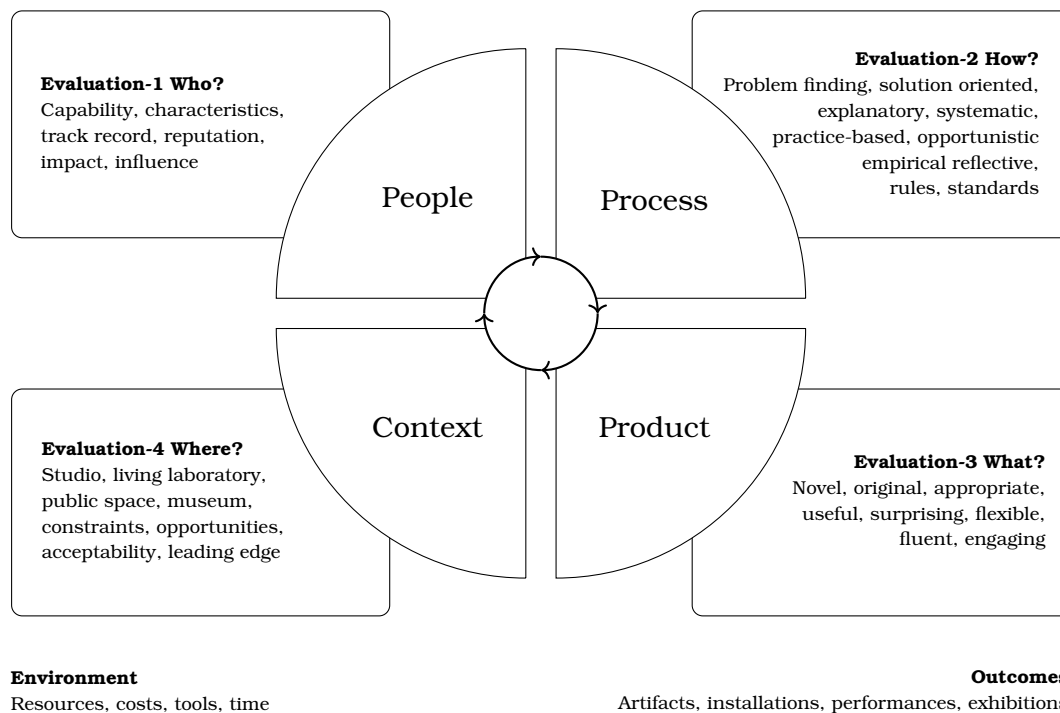 Evaluation-1 Who?
Capability, characteristics,
track record, reputation,
impact, influence
People
Evaluation-2 How?
Problem finding, solution oriented,
explanatory, systematic,
practice-based, opportunistic
empirical reflective,
rules, standards
Process
Evaluation-4 Where?
Studio, living laboratory,
public space, museum,
constraints, opportunities,
acceptability, leading edge
Context
Product
Evaluation-3 What?
Novel, original, appropriate,
useful, surprising, flexible,
fluent, engaging
Environment
Resources, costs, tools, time
Outcomes
Artifacts, installations, performances, exhibitions